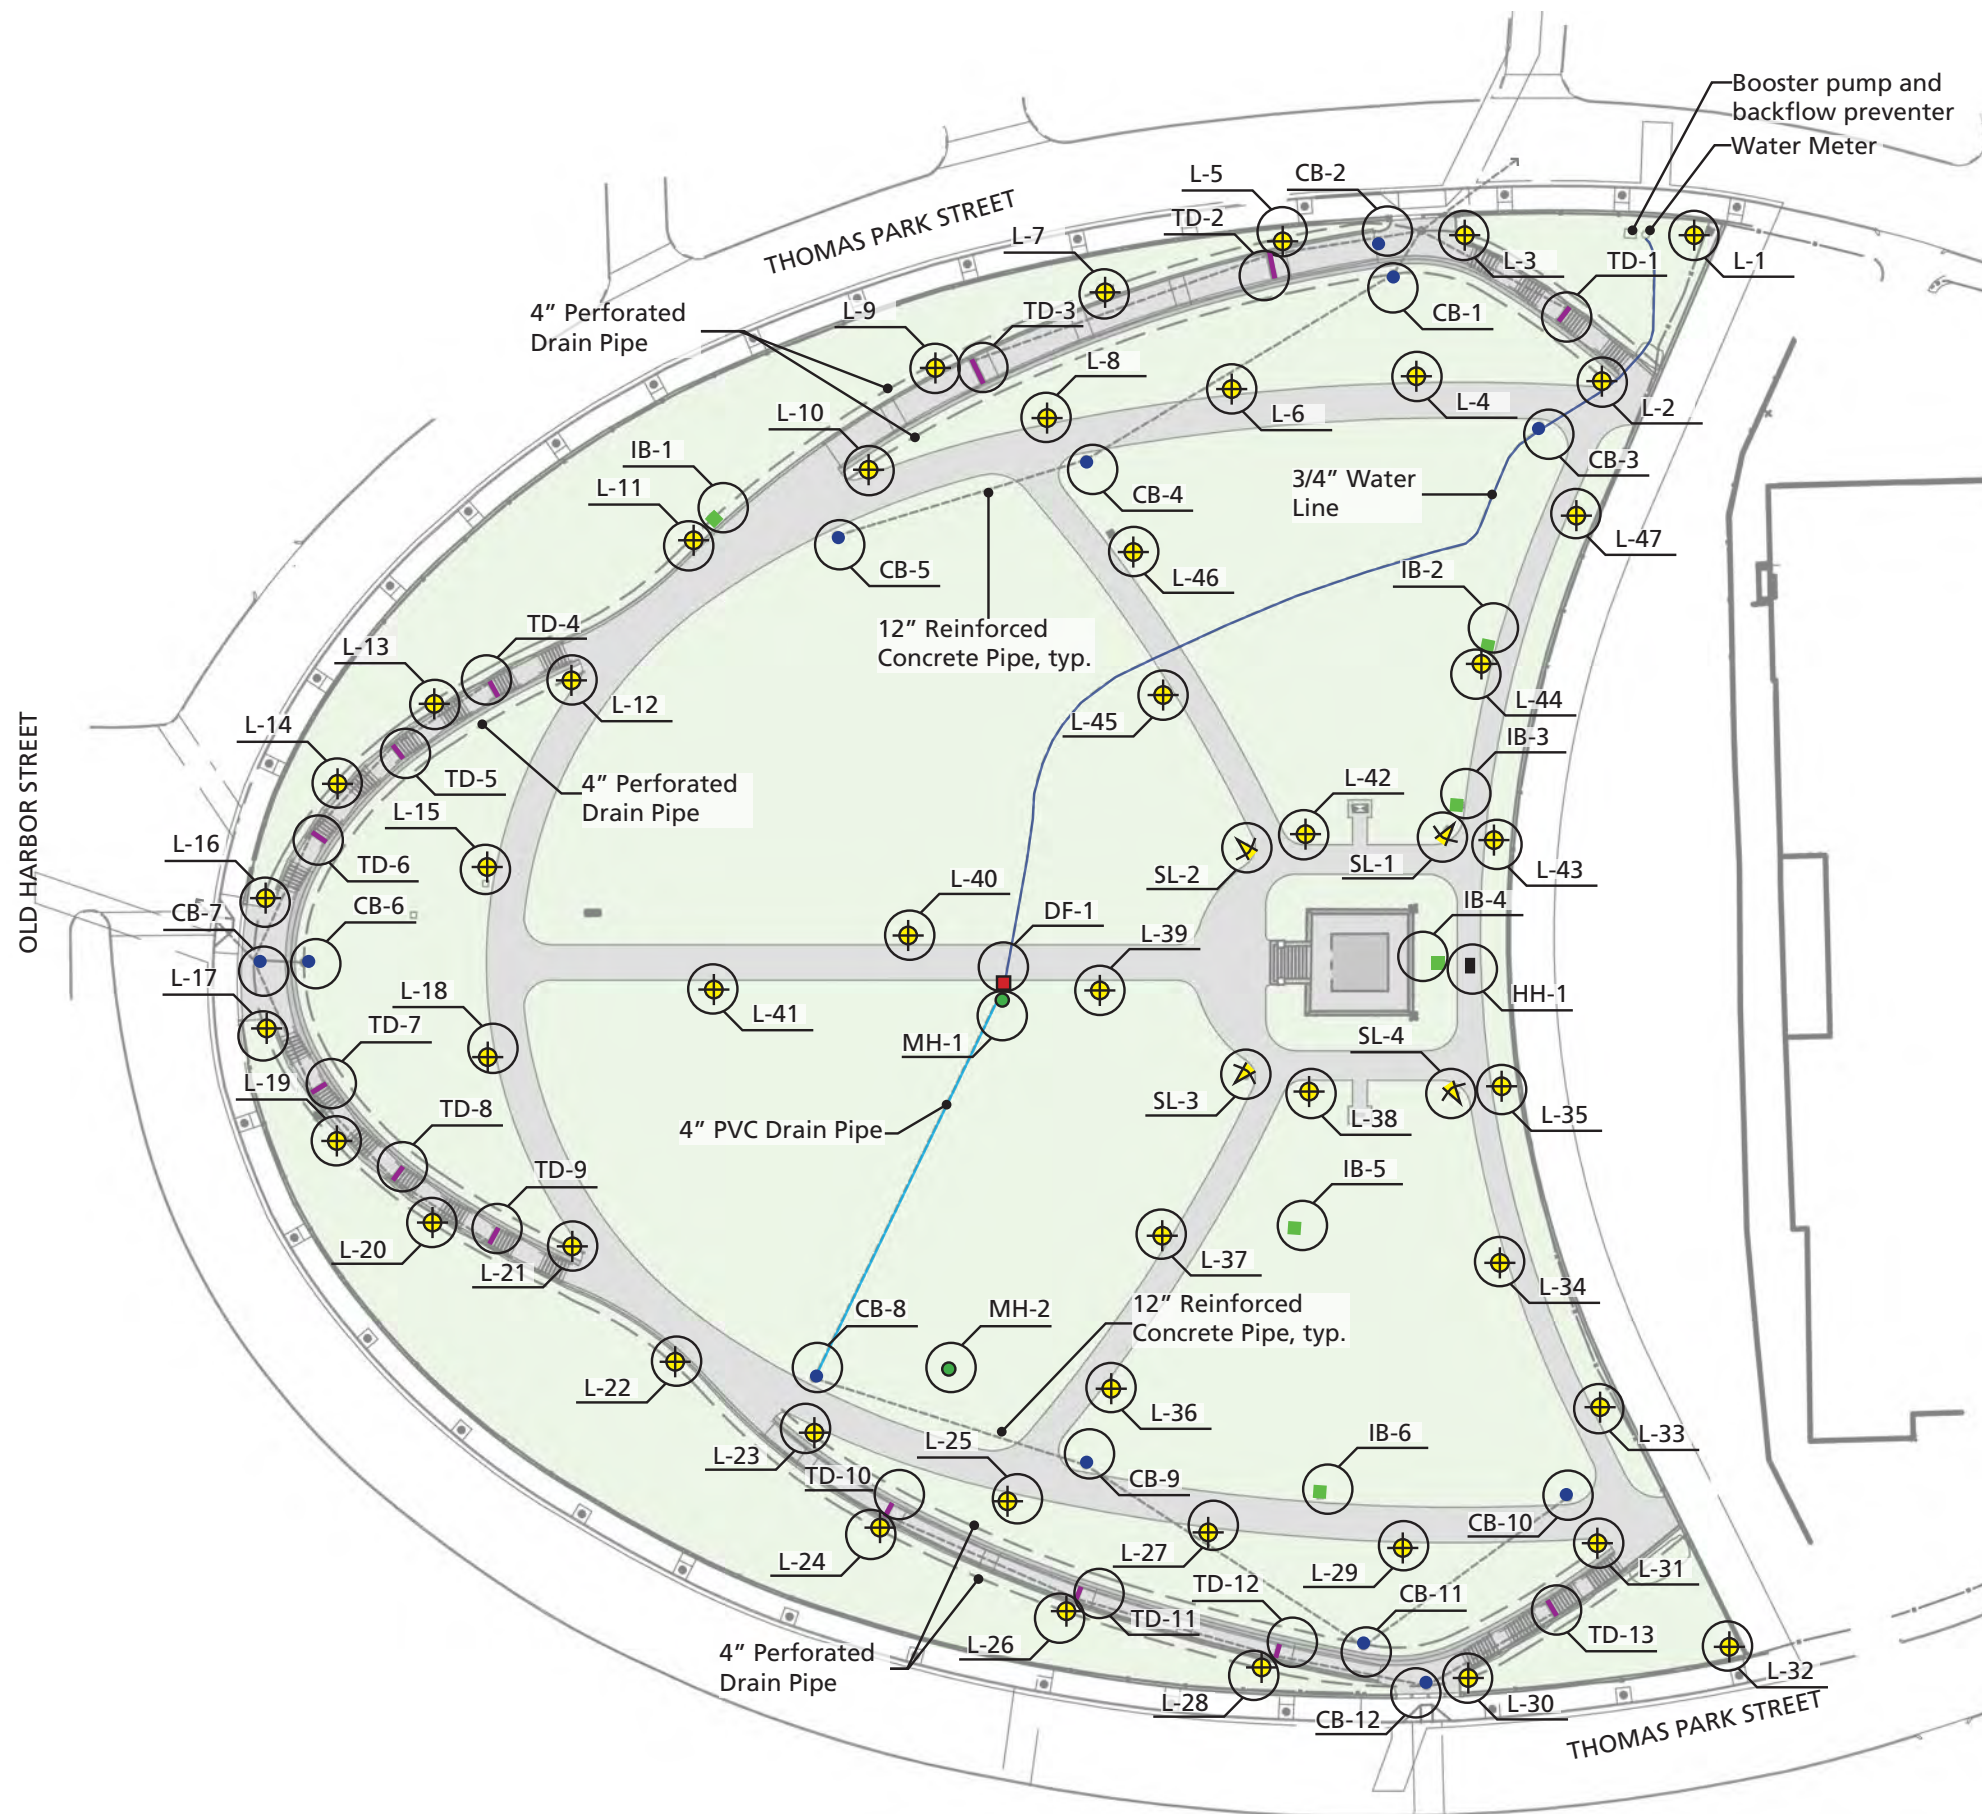 Booster pump and
backflow preventer
Water Meter
L-5
CB-2
TD-2
THOMAS PARK STREET
L-7
L-3
TD-1
L-1
4” Perforated
Drain Pipe
L-9
TD-3
CB-1
L-8
L-10
L-6
L-4
L-2
IB-1
L-11
CB-4
3/4” Water
Line
CB-3
CB-5
L-46
L-47
IB-2
12” Reinforced
Concrete Pipe, typ.
TD-4
L-13
L-12
L-45
L-44
L-14
IB-3
TD-5
4” Perforated
Drain Pipe
L-42
L-15
OLD HARBOR STREET
L-16
TD-6
SL-2
SL-1
L-43
L-40
CB-7
CB-6
DF-1
L-39
IB-4
L-17
L-18
L-41
MH-1
HH-1
TD-7
SL-4
L-19
TD-8
SL-3
4” PVC Drain Pipe
L-38
L-35
TD-9
IB-5
L-20
L-21
L-37
L-34
CB-8
MH-2
12” Reinforced
Concrete Pipe, typ.
L-22
L-36
L-33
L-23
L-25
IB-6
TD-10
CB-9
CB-10
L-24
L-27
L-29
L-31
TD-12
CB-11
TD-11
TD-13
4” Perforated
Drain Pipe
L-26
L-32
L-28
CB-12
L-30
THOMAS PARK STREET